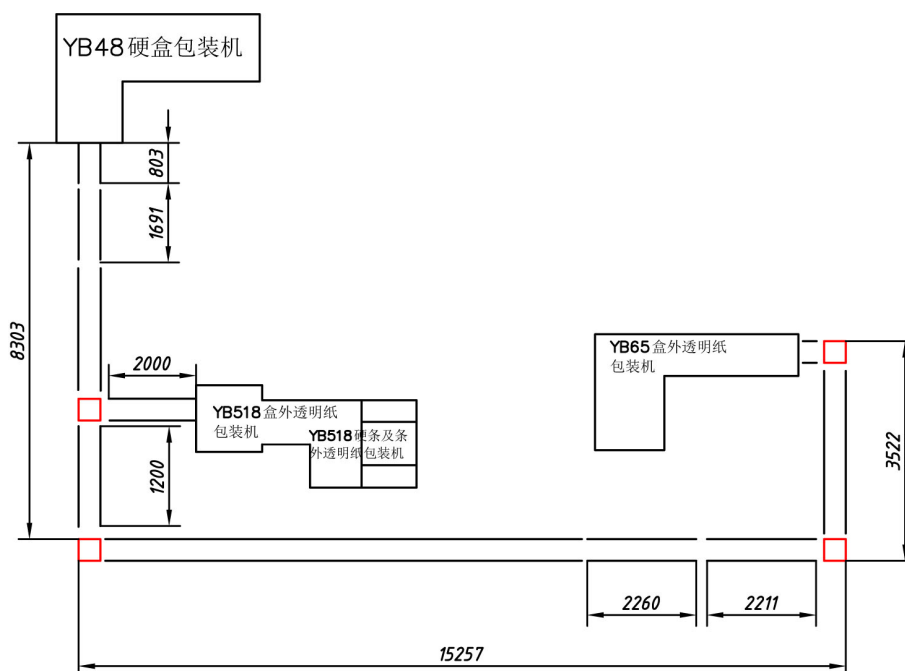 YB48硬盒包装机
803
1691
8303
2000
YB518盒外透明纸
包装机
YB518硬条及条
外透明纸包装机
1200
YB65盒外透明纸
包装机
3522
2260
2211
15257